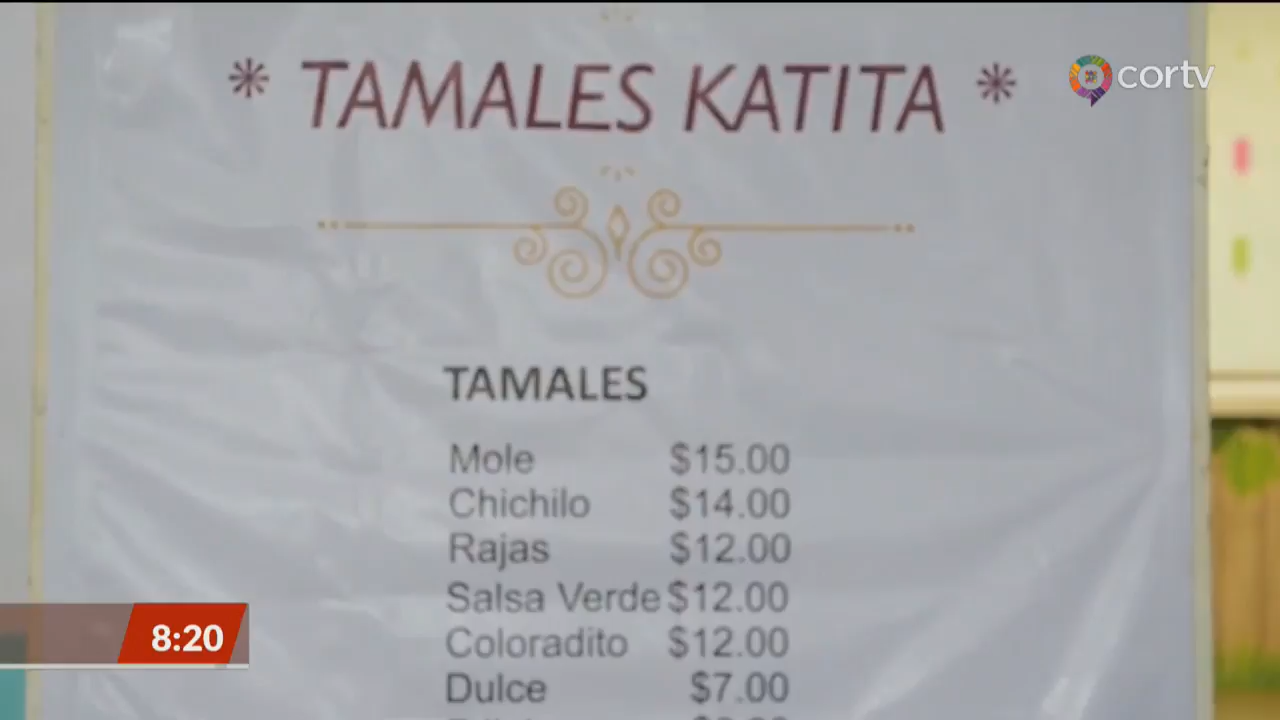 * TAMALES KATITA *
cortv
TAMALES
Mole $15.00
Chichilo $14.00
Rajas $12.00
Salsa Verde $12.00
Coloradito $12.00
Dulce $7.00
8:20